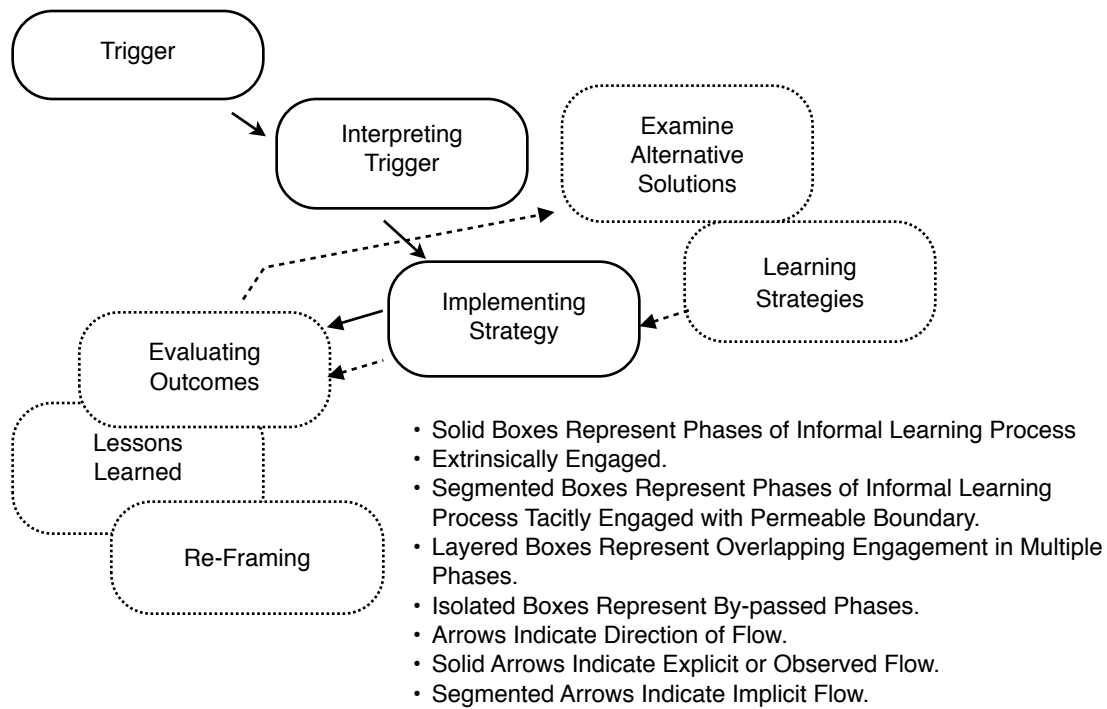 Trigger
Interpreting
Trigger
Examine
Alternative
Solutions
Learning
Strategies
Implementing
Strategy
Evaluating
Outcomes
Lessons
Learned
Re-Framing
• Solid Boxes Represent Phases of Informal Learning Process
• Extrinsically Engaged.
• Segmented Boxes Represent Phases of Informal Learning
Process Tacitly Engaged with Permeable Boundary.
• Layered Boxes Represent Overlapping Engagement in Multiple
Phases.
• Isolated Boxes Represent By-passed Phases.
• Arrows Indicate Direction of Flow.
• Solid Arrows Indicate Explicit or Observed Flow.
• Segmented Arrows Indicate Implicit Flow.